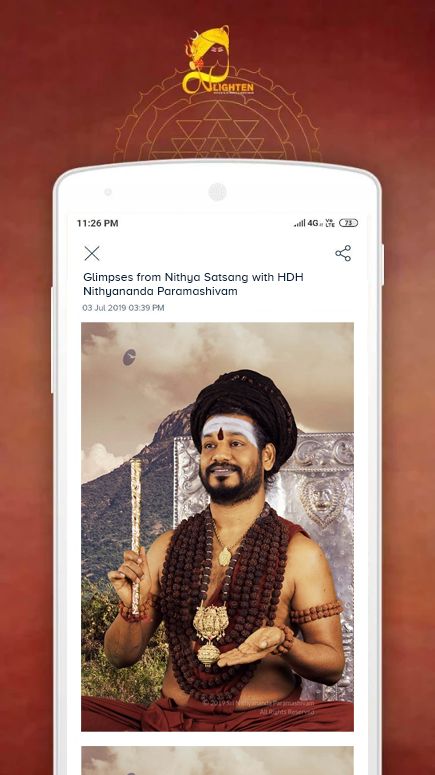 LIGHTEN
11:26 PM
4G
Vo
LTE
73
Glimpses from Nithya Satsang with HDH
Nithyananda Paramashivam
03 Jul 2019 03:39 PM
© 2019 Sri Nithyananda Paramashivam
All Rights Reserved